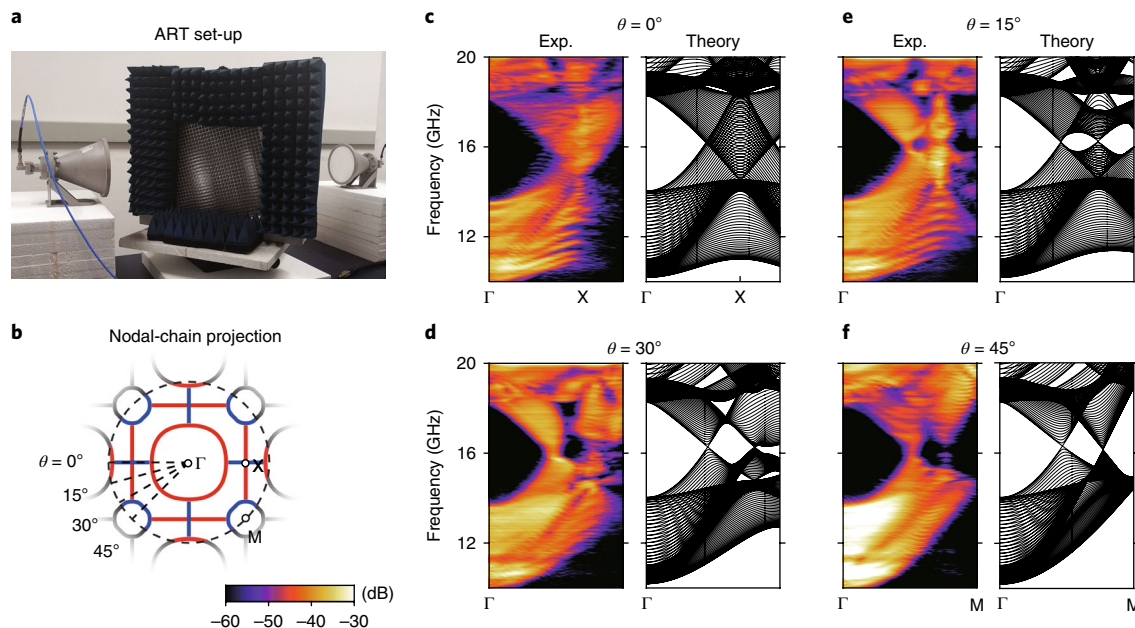 a
ART set-up
b
Nodal-chain projection
θ = 0°
15°
30°
45°
Γ
X
M
(dB)
−60 −50 −40 −30
c
θ = 0°
Exp. Theory
Frequency (GHz)
20
16
12
Γ X Γ X
e
θ = 15°
Exp. Theory
Γ Γ
d
θ = 30°
Frequency (GHz)
20
16
12
Γ Γ
f
θ = 45°
Γ M Γ M